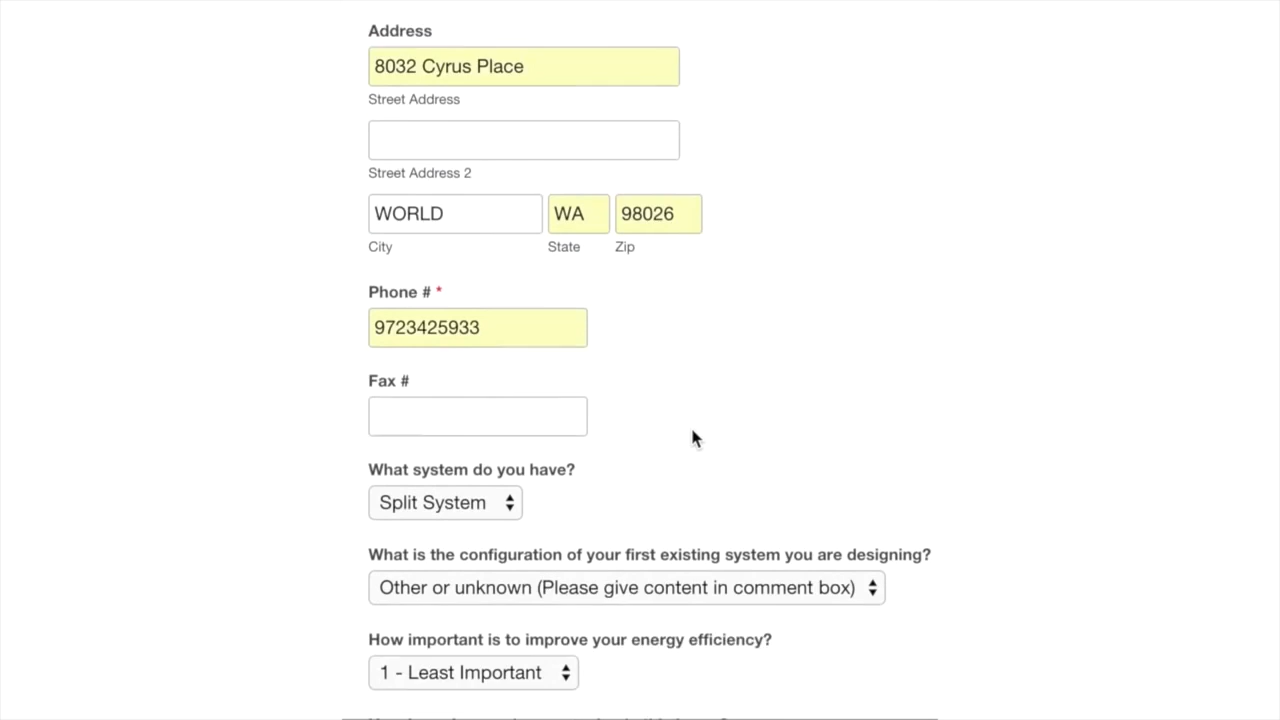 Address
8032 Cyrus Place
Street Address
Street Address 2
WORLD WA 98026
City State Zip
Phone # *
9723425933
Fax #
What system do you have?
Split System
What is the configuration of your first existing system you are designing?
Other or unknown (Please give content in comment box)
How important is to improve your energy efficiency?
1 - Least Important